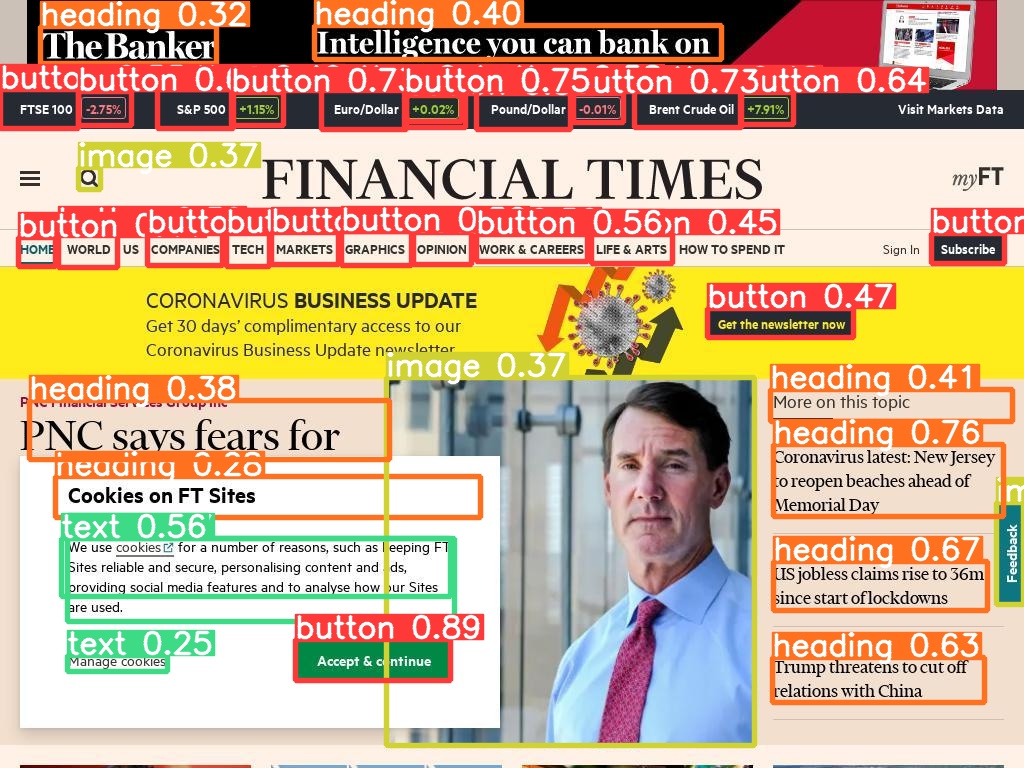 heading 0.32
heading 0.40
The Banker
Intelligence you can bank on
button 0.7
button 0.75
0.73
button 0.64
FTSE 100 -2.75%
S&P 500 +1.15%
Euro/Dollar +0.02%
Pound/Dollar -0.01%
Brent Crude Oil +7.91%
Visit Markets Data
image 0.37
FINANCIAL TIMES
myFT
button
button 0.56
0.45
button
HOME WORLD US COMPANIES TECH MARKETS GRAPHICS OPINION WORK & CAREERS LIFE & ARTS HOW TO SPEND IT
Sign In Subscribe
CORONAVIRUS BUSINESS UPDATE
Get 30 days' complimentary access to our
Coronavirus Business Update newsletter
button 0.47
Get the newsletter now
image 0.37
heading 0.38
PNC Financial Services Group Inc
PNC says fears for
heading 0.28
Cookies on FT Sites
text 0.56
We use cookies for a number of reasons, such as keeping FT
Sites reliable and secure, personalising content and ads,
providing social media features and to analyse how our Sites
are used.
text 0.25
Manage cookies
button 0.89
Accept & continue
heading 0.41
More on this topic
heading 0.76
Coronavirus latest: New Jersey
to reopen beaches ahead of
Memorial Day
heading 0.67
US jobless claims rise to 36m
since start of lockdowns
heading 0.63
Trump threatens to cut off
relations with China
Feedback